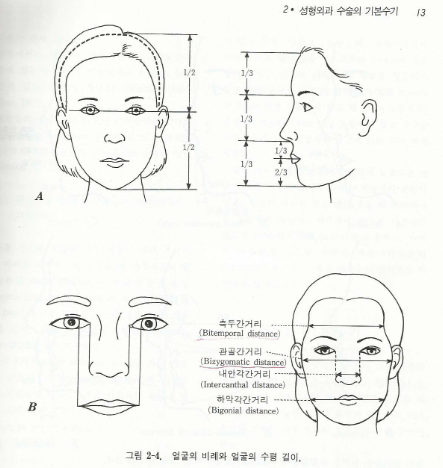 2• 성형외과 수술의 기본수기 13
1/2
1/2
1/3
1/3
1/3
1/3
2/3
A
측두간거리
(Bitemporal distance)
관골간거리
(Bizygomatic distance)
내안각간거리
(Intercanthal distance)
하악각간거리
(Bigonial distance)
B
그림 2-4. 얼굴의 비례와 얼굴의 수평 길이.